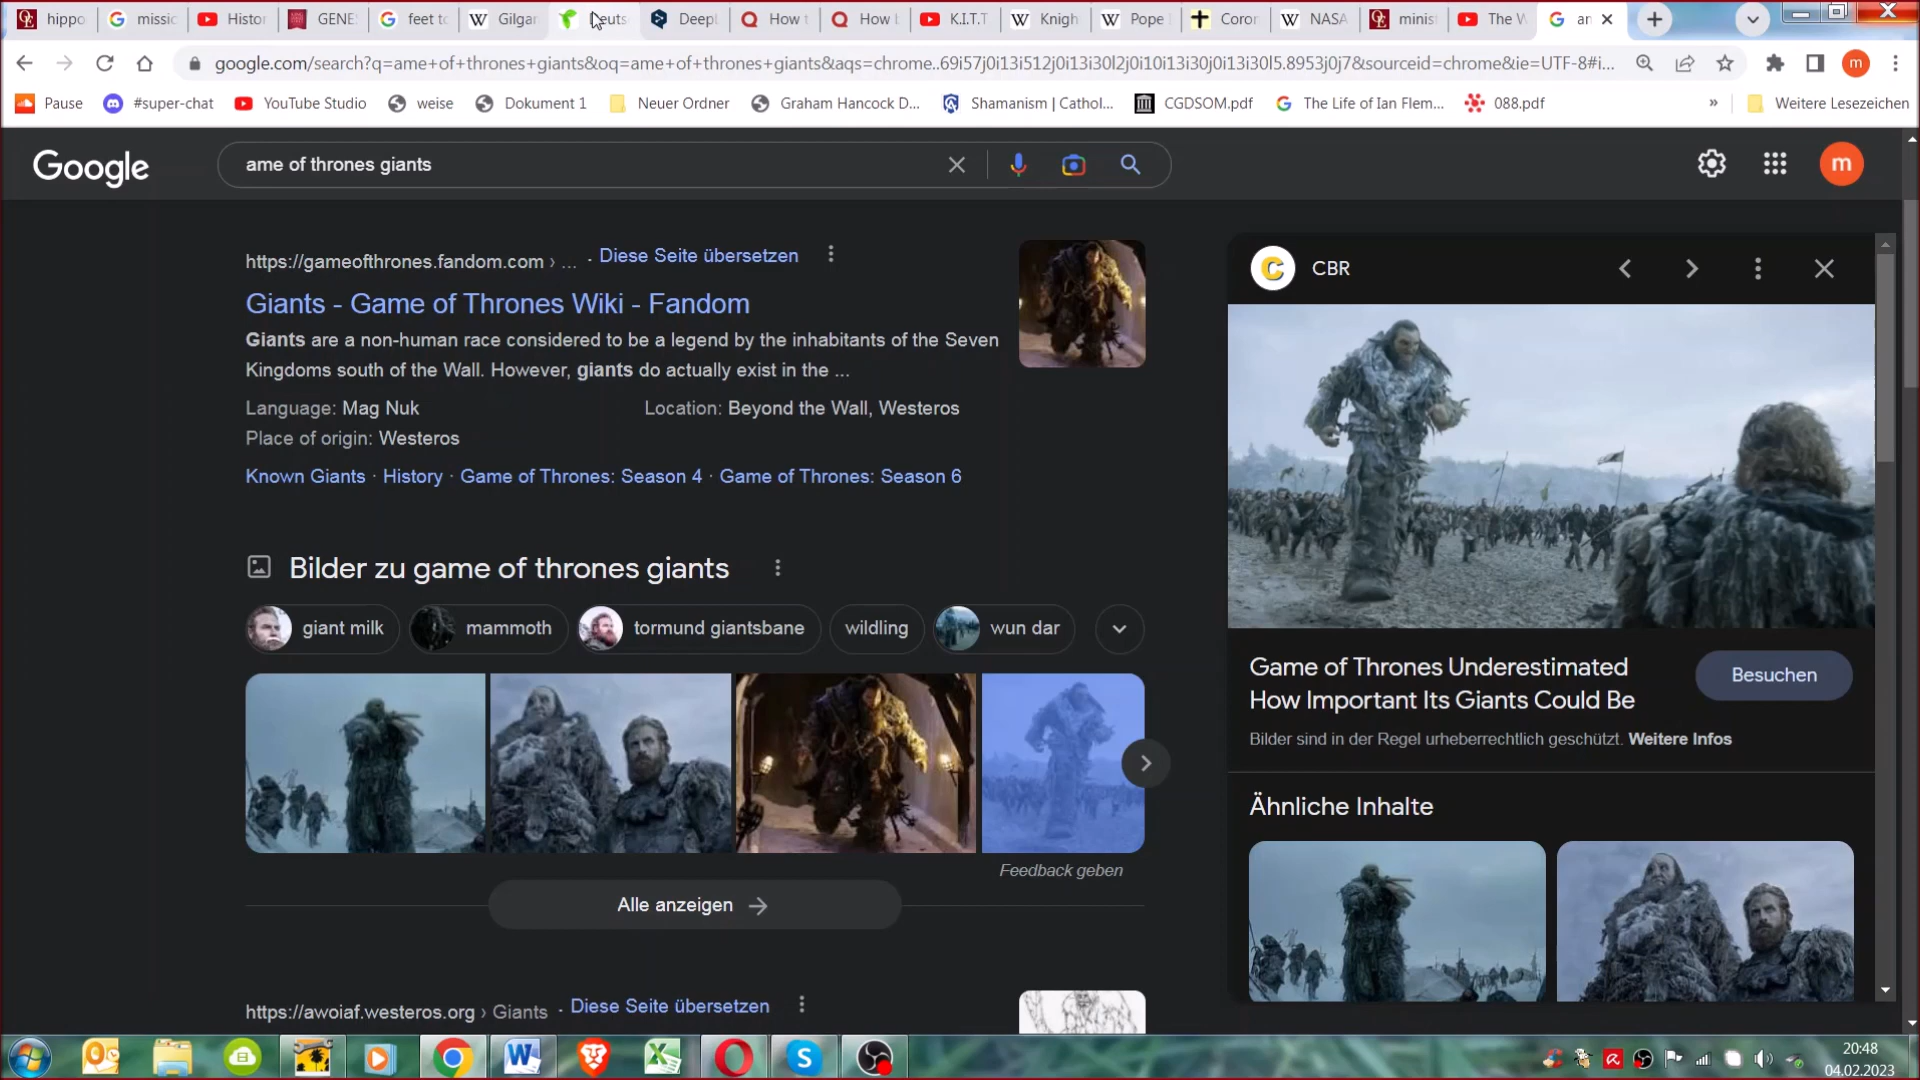 hippo
missic
Histor
GENE
feet to
Gilgar
Deuts
Deepl
How t
How
K.I.T.T
Knigh
Pope
Coron
NASA
minist
The W
google.com/search?q=ame+of+thrones+giants&oq=ame+of+thrones+giants&aqs=chrome..69i57j0i13i512j0i13i30l2j0i10i13i30j0i13i30l5.8953j0j7&sourceid=chrome&ie=UTF-8#i...
m
Pause
#super-chat
YouTube Studio
weise
Dokument 1
Neuer Ordner
Graham Hancock D...
Shamanism | Cathol...
CGDSOM.pdf
The Life of Ian Flem...
088.pdf
»
Weitere Lesezeichen
Google
ame of thrones giants
m
https://gameofthrones.fandom.com › ... · Diese Seite übersetzen
Giants - Game of Thrones Wiki - Fandom
Giants are a non-human race considered to be a legend by the inhabitants of the Seven
Kingdoms south of the Wall. However, giants do actually exist in the ...
Language: Mag Nuk
Location: Beyond the Wall, Westeros
Place of origin: Westeros
Known Giants · History · Game of Thrones: Season 4 · Game of Thrones: Season 6
Bilder zu game of thrones giants
giant milk
mammoth
tormund giantsbane
wildling
wun dar
Feedback geben
Alle anzeigen
https://awoiaf.westeros.org › Giants · Diese Seite übersetzen
CBR
Game of Thrones Underestimated
How Important Its Giants Could Be
Besuchen
Bilder sind in der Regel urheberrechtlich geschützt. Weitere Infos
Ähnliche Inhalte
20:48
04.02.2023